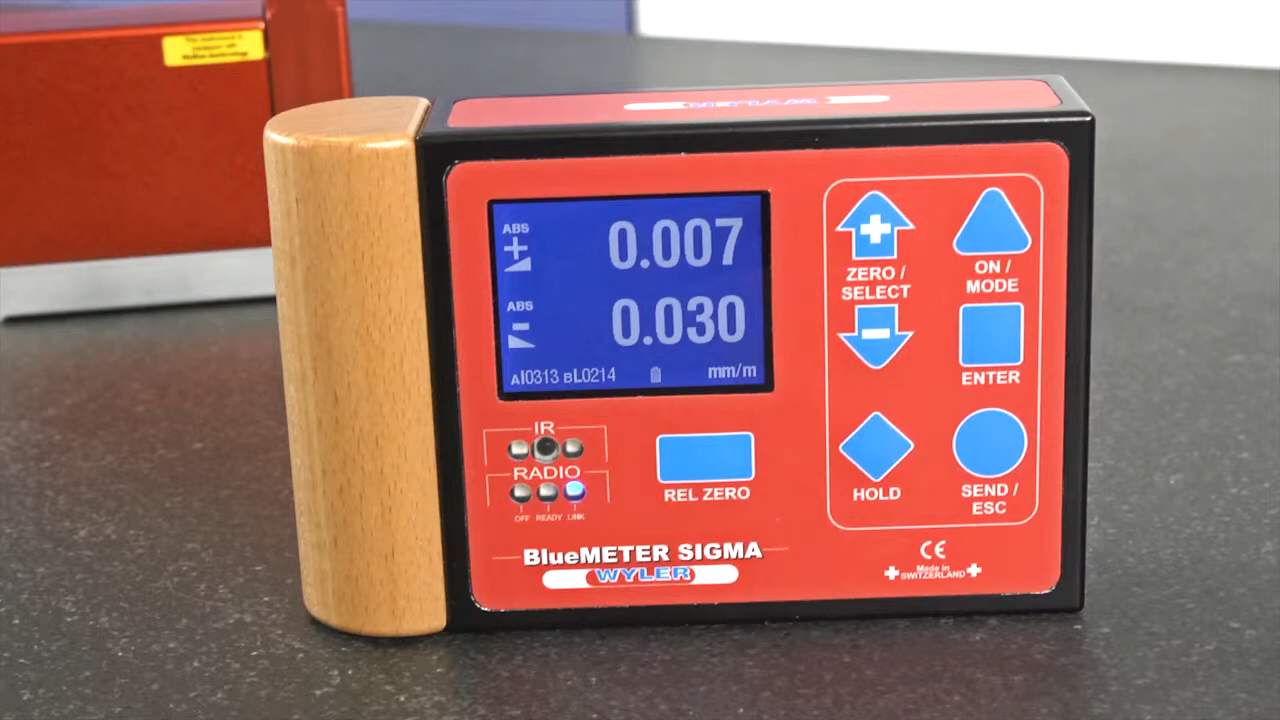 ABS
+
0.007
ABS
-
0.030
AI0313 BL0214
mm/m
IR
RADIO
OFF READY LINK
REL ZERO
BlueMETER SIGMA
WYLER
+
ZERO /
SELECT
-
ON /
MODE
ENTER
HOLD
SEND /
ESC
CE
Made in
SWITZERLAND
WYLER